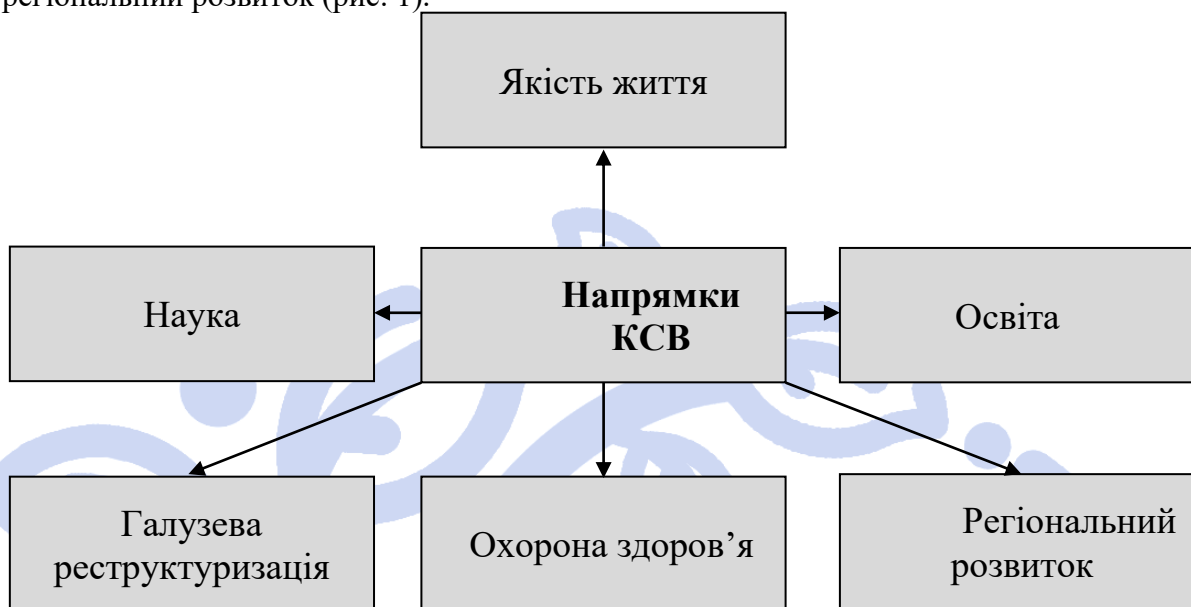 регіональний розвиток (рис. 1).
Якість життя
Наука
Напрямки
КСВ
Освіта
Галузева
реструктуризація
Охорона здоров’я
Регіональний
розвиток